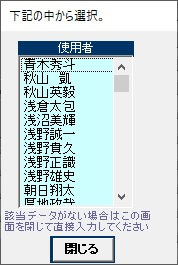 下記の中から選択。
使用者
青木秀斗
秋山　凱
秋山英毅
浅倉太包
浅沼美輝
浅野誠一
浅野貴久
浅野正識
浅野雄史
朝日翔太
該当データがない場合はこの画
面を閉じて直接入力してください
閉じる